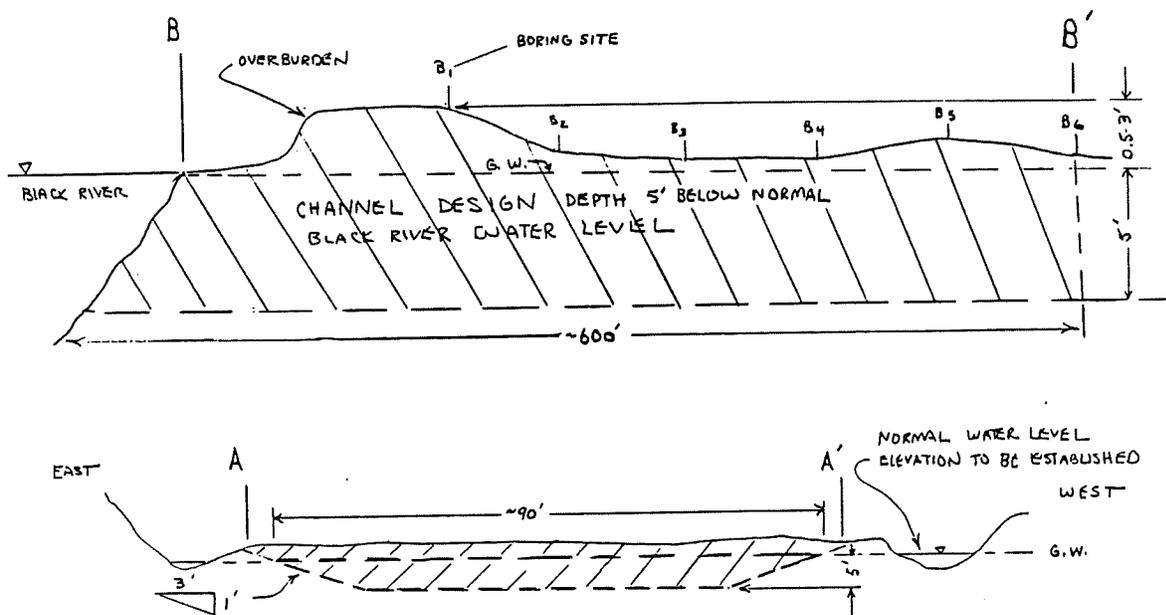 B
B'
BORING SITE
OVERBURDEN
B1
B2
B3
B4
B5
B6
0.5-3'
G.W.
BLACK RIVER
CHANNEL DESIGN DEPTH 5' BELOW NORMAL
BLACK RIVER WATER LEVEL
5'
~600'
NORMAL WATER LEVEL
ELEVATION TO BE ESTABLISHED
EAST
A
A'
WEST
~90'
G.W.
5'
3'
1'